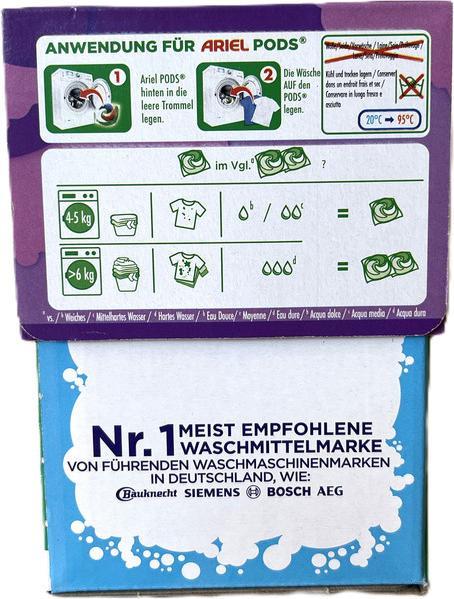 ANWENDUNG FÜR ARIEL PODS®
1
Ariel PODS®
hinten in die
leere Trommel
legen.
2
Die Wäsche
AUF den
PODS®
legen.
Kühl und trocken lagern / Conserver
dans un endroit frais et sec /
Conservare in luogo fresco e
asciutto
20°C → 95°C
im Vgl.ª ?
4-5 kg
b / c =
>6 kg
d =
ª vs. / ᵇ Weiches / ᶜ Mittelhartes Wasser / ᵈ Hartes Wasser / ᵇ Eau Douce/ ᶜ Moyenne / ᵈ Eau dure/ ᵇ Acqua dolce / ᶜ Acqua media / ᵈ Acqua dura
Nr. 1 MEIST EMPFOHLENE
WASCHMITTELMARKE
VON FÜHRENDEN WASCHMASCHINENMARKEN
IN DEUTSCHLAND, WIE:
Bauknecht SIEMENS BOSCH AEG